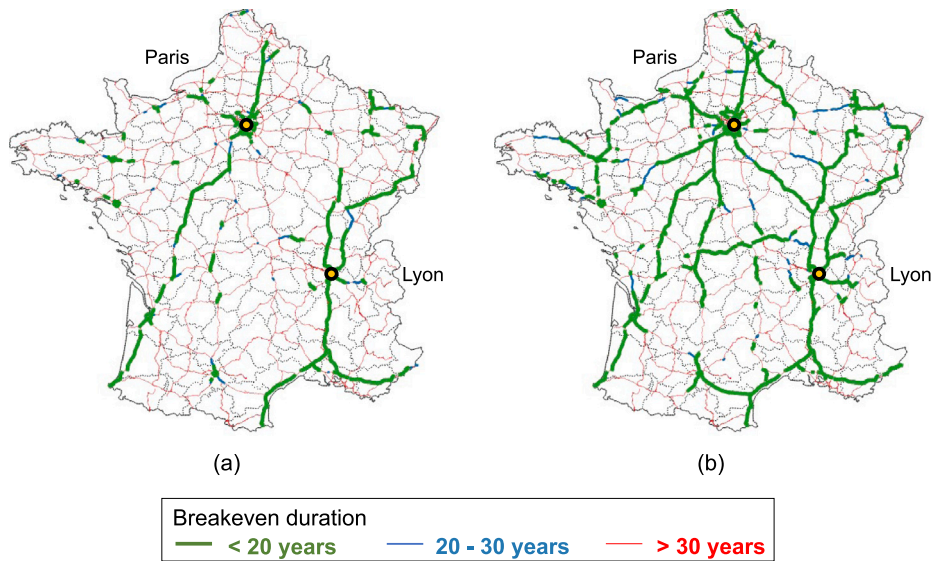 Paris
Lyon
(a)
Paris
Lyon
(b)
Breakeven duration
< 20 years
20 - 30 years
> 30 years